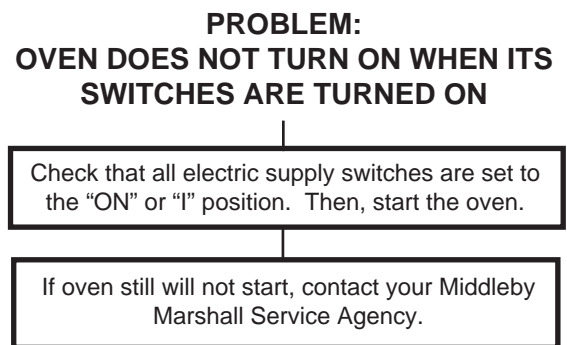 PROBLEM:
OVEN DOES NOT TURN ON WHEN ITS
SWITCHES ARE TURNED ON
Check that all electric supply switches are set to
the “ON” or “I” position.  Then, start the oven.
If oven still will not start, contact your Middleby
Marshall Service Agency.